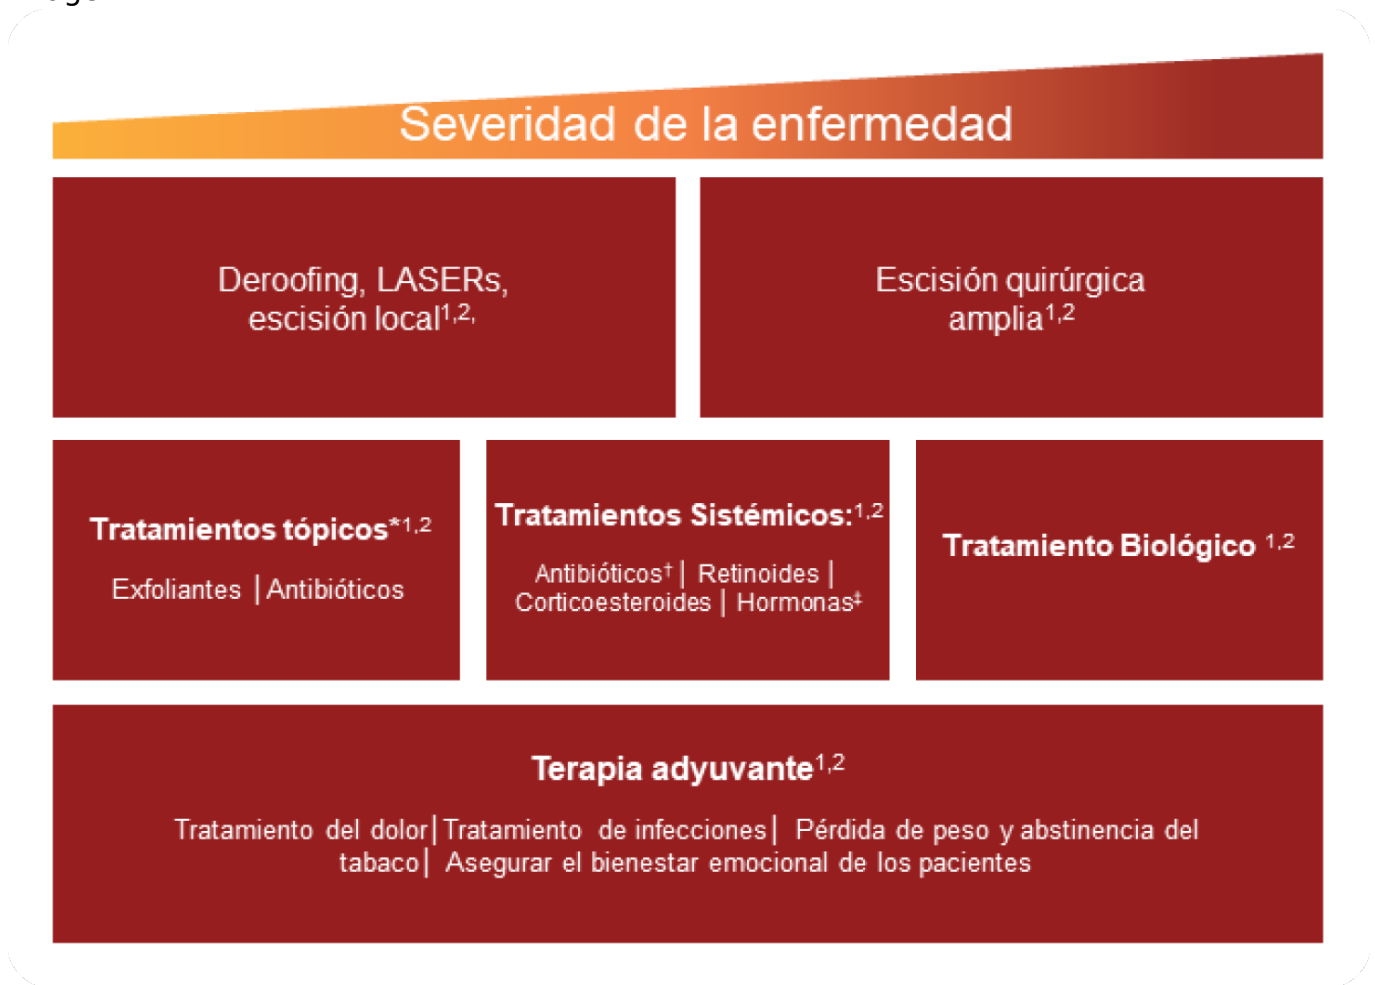 Severidad de la enfermedad
Deroofing, LASERs,
escisión local1,2,
Escisión quirúrgica
amplia1,2
Tratamientos tópicos*1,2
Exfoliantes |Antibióticos
Tratamientos Sistémicos:1,2
Antibióticos†| Retinoides |
Corticoesteroides | Hormonas‡
Tratamiento Biológico 1,2
Terapia adyuvante1,2
Tratamiento del dolor|Tratamiento de infecciones| Pérdida de peso y abstinencia del
tabaco| Asegurar el bienestar emocional de los pacientes